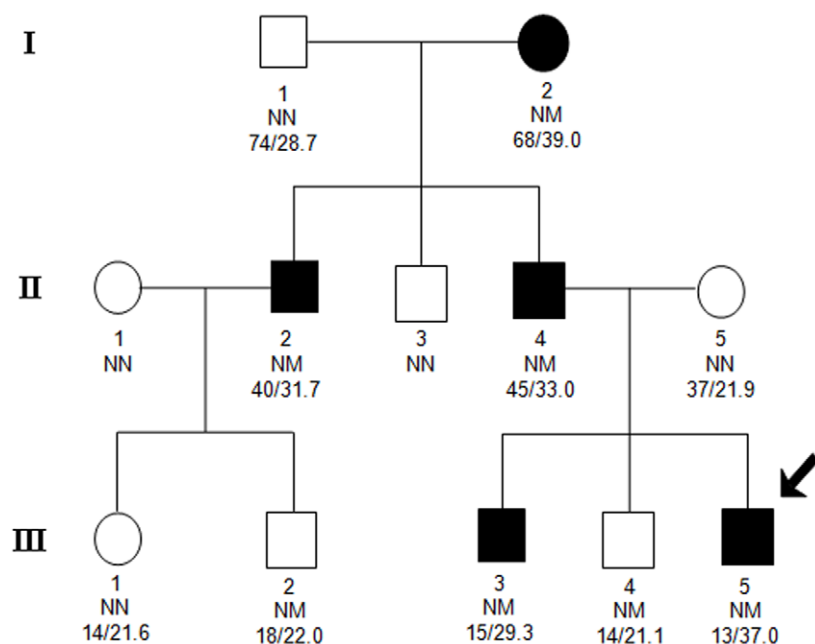 I
1
NN
74/28.7
2
NM
68/39.0
II
1
NN
2
NM
40/31.7
3
NN
4
NM
45/33.0
5
NN
37/21.9
III
1
NN
14/21.6
2
NM
18/22.0
3
NM
15/29.3
4
NM
14/21.1
5
NM
13/37.0